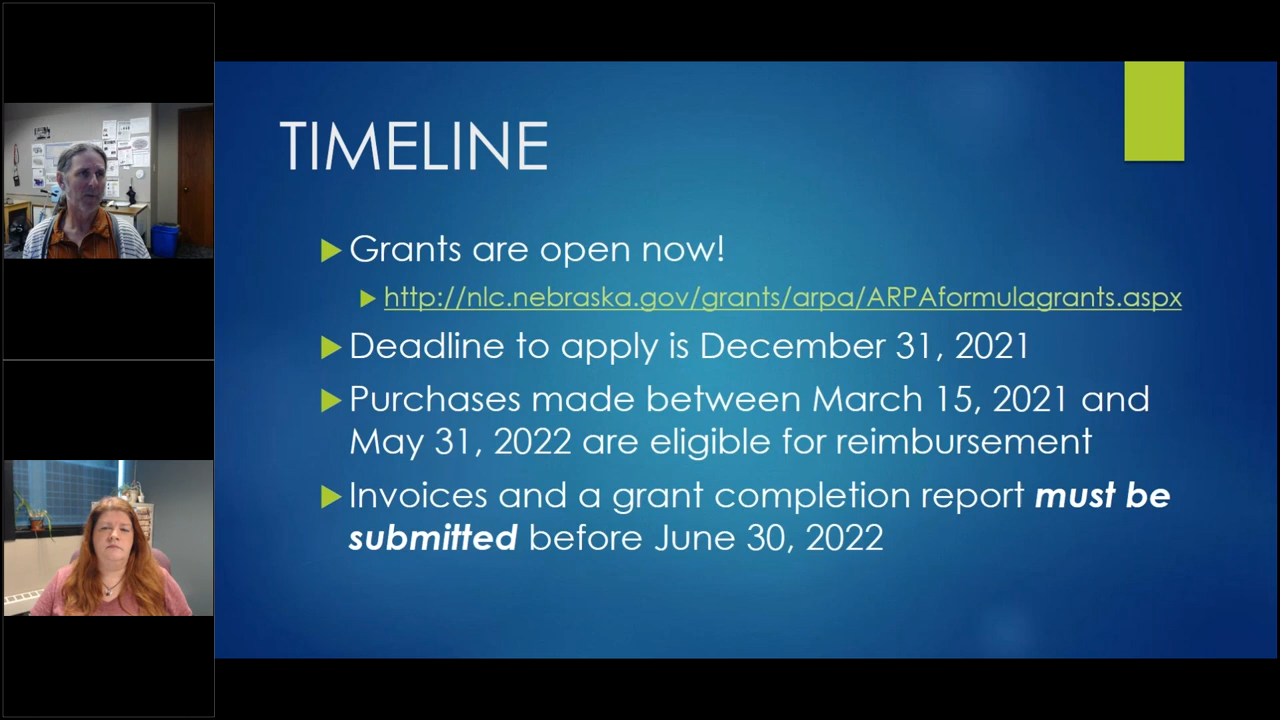 TIMELINE
Grants are open now!
http://nlc.nebraska.gov/grants/arpa/ARPAformulagrants.aspx
Deadline to apply is December 31, 2021
Purchases made between March 15, 2021 and
May 31, 2022 are eligible for reimbursement
Invoices and a grant completion report must be
submitted before June 30, 2022